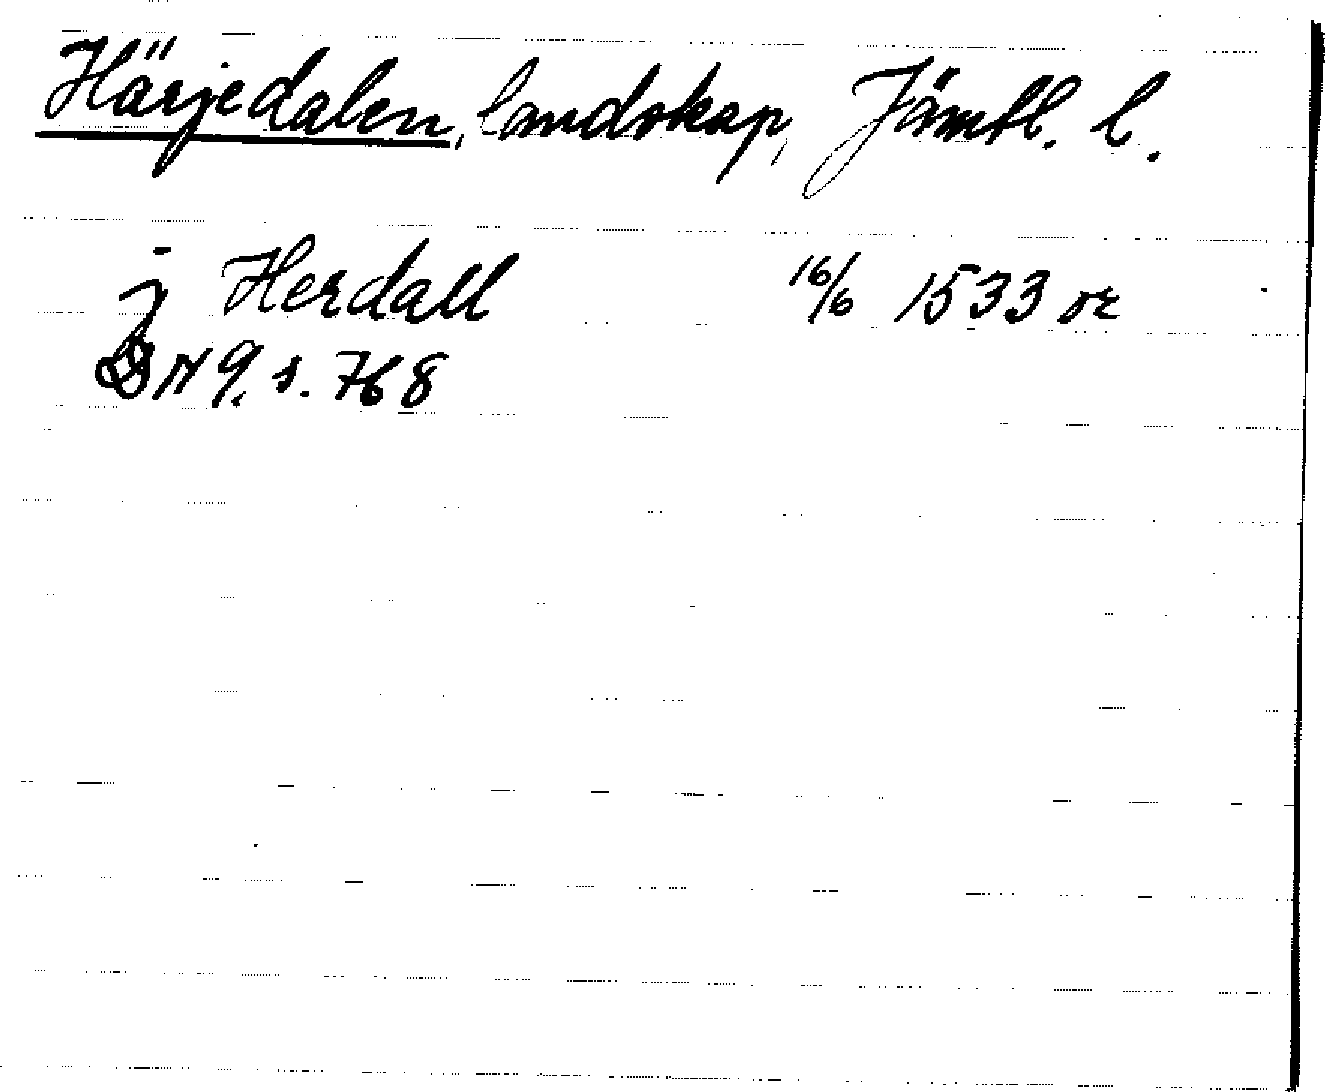 Härjedalen, landskap, Jämtl. l.
j Herdall 16/6 1533 or
DN 9, s. 768